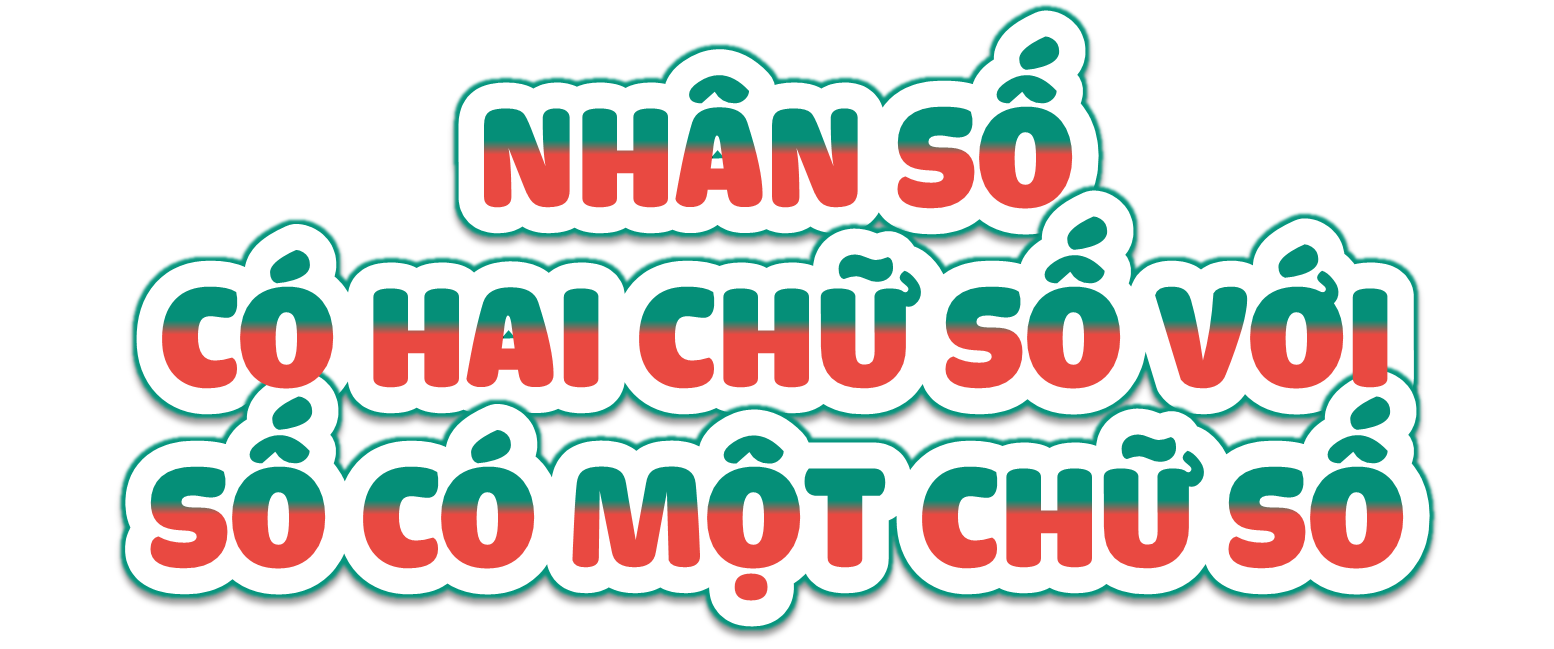 NHÂN SỐ
CÓ HAI CHỮ SỐ VỚI
SỐ CÓ MỘT CHỮ SỐ